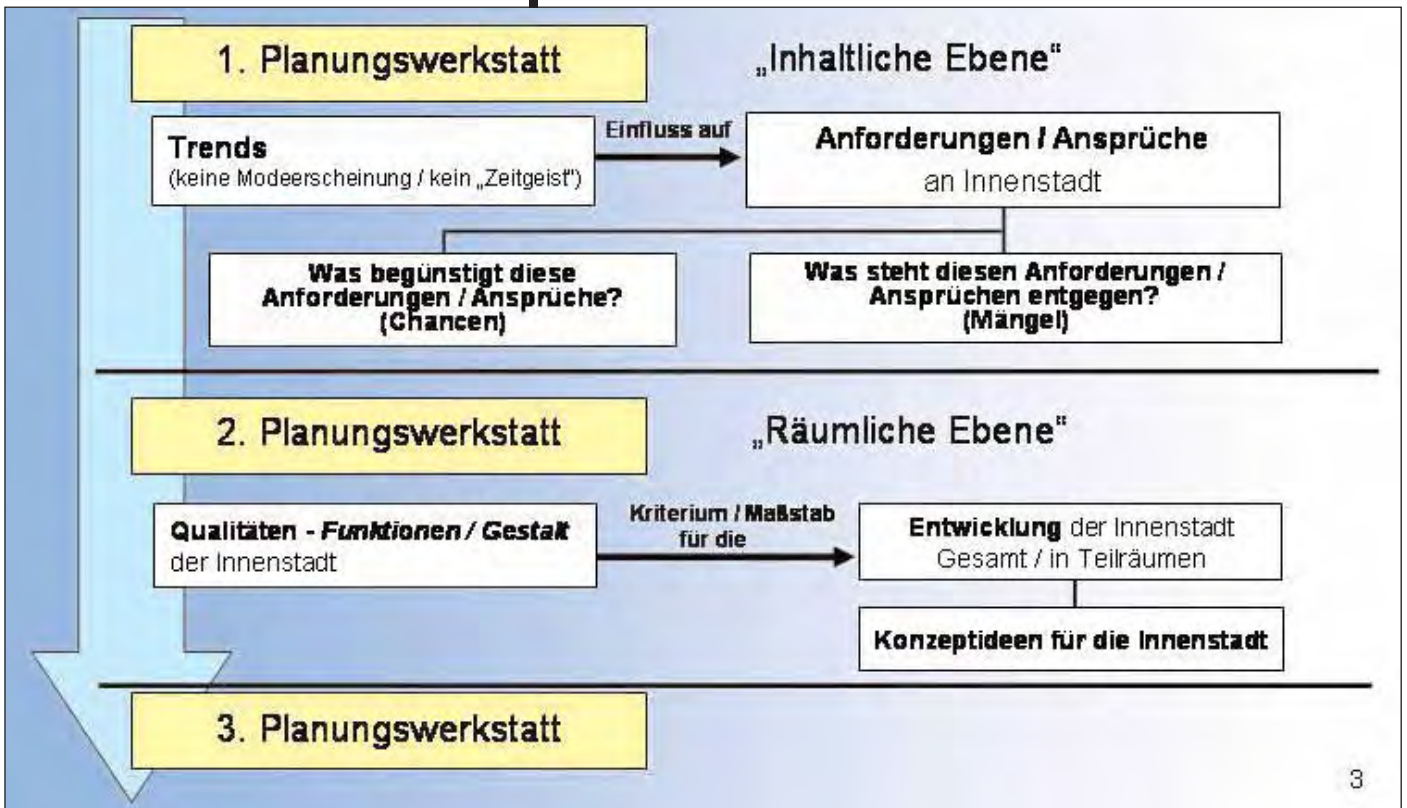 1. Planungswerkstatt
„Inhaltliche Ebene“
Trends
(keine Modeerscheinung / kein „Zeitgeist“)
Einfluss auf
Anforderungen / Ansprüche
an Innenstadt
Was begünstigt diese
Anforderungen / Ansprüche?
(Chancen)
Was steht diesen Anforderungen /
Ansprüchen entgegen?
(Mängel)
2. Planungswerkstatt
„Räumliche Ebene“
Qualitäten - Funktionen / Gestalt
der Innenstadt
Kriterium / Maßstab
für die
Entwicklung der Innenstadt
Gesamt / in Teilräumen
Konzeptideen für die Innenstadt
3. Planungswerkstatt
3